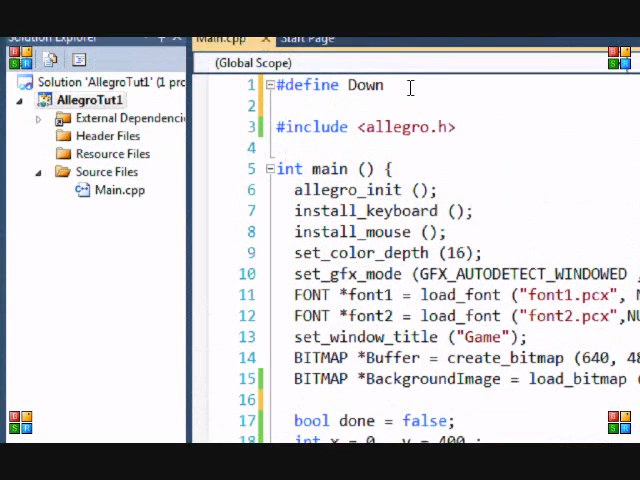 Solution Explorer
Main.cpp
Start Page
(Global Scope)
Solution 'AllegroTut1' (1 pro
AllegroTut1
External Dependenci
Header Files
Resource Files
Source Files
Main.cpp
1 #define Down
2
3 #include <allegro.h>
4
5 int main () {
6 allegro_init ();
7 install_keyboard ();
8 install_mouse ();
9 set_color_depth (16);
10 set_gfx_mode (GFX_AUTODETECT_WINDOWED ,
11 FONT *font1 = load_font ("font1.pcx", N
12 FONT *font2 = load_font ("font2.pcx",NU
13 set_window_title ("Game");
14 BITMAP *Buffer = create_bitmap (640, 48
15 BITMAP *BackgroundImage = load_bitmap (
16
17 bool done = false;
18 int x = 0 , y = 400 ;